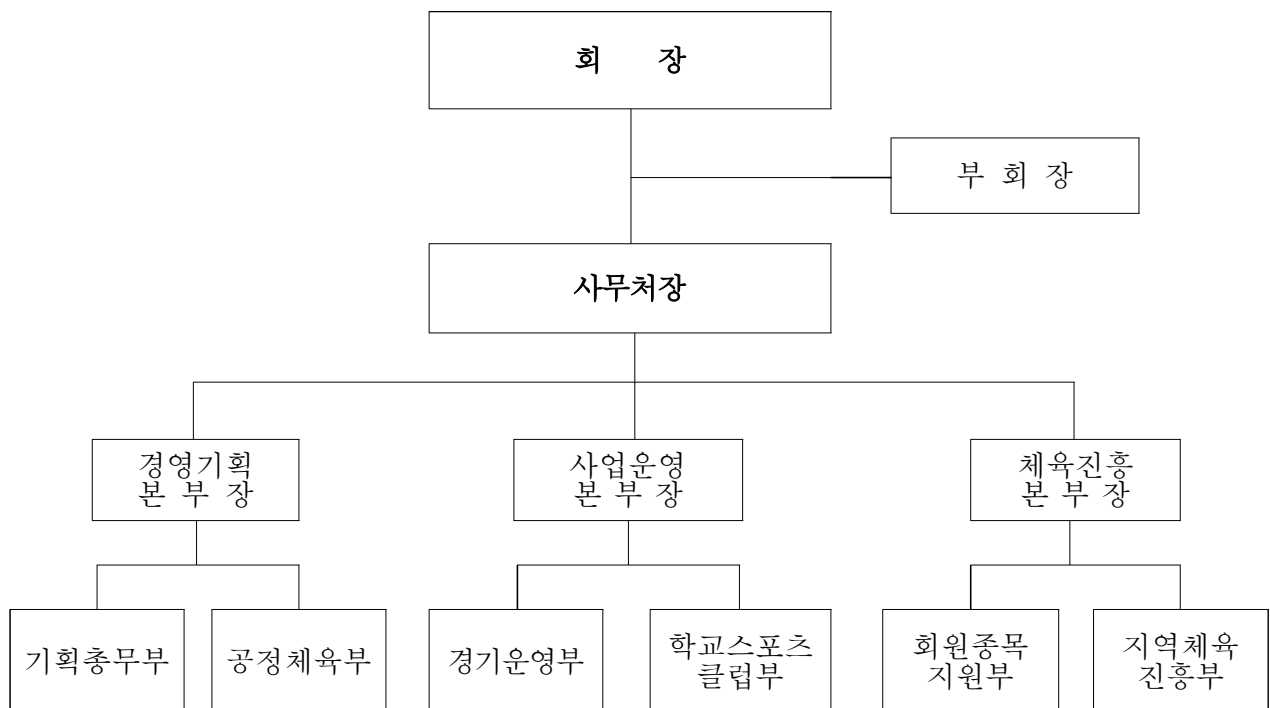 회 장
부 회 장
사무처장
경영기획
본 부 장
사업운영
본 부 장
체육진흥
본 부 장
기획총무부
공정체육부
경기운영부
학교스포츠
클럽부
회원종목
지원부
지역체육
진흥부